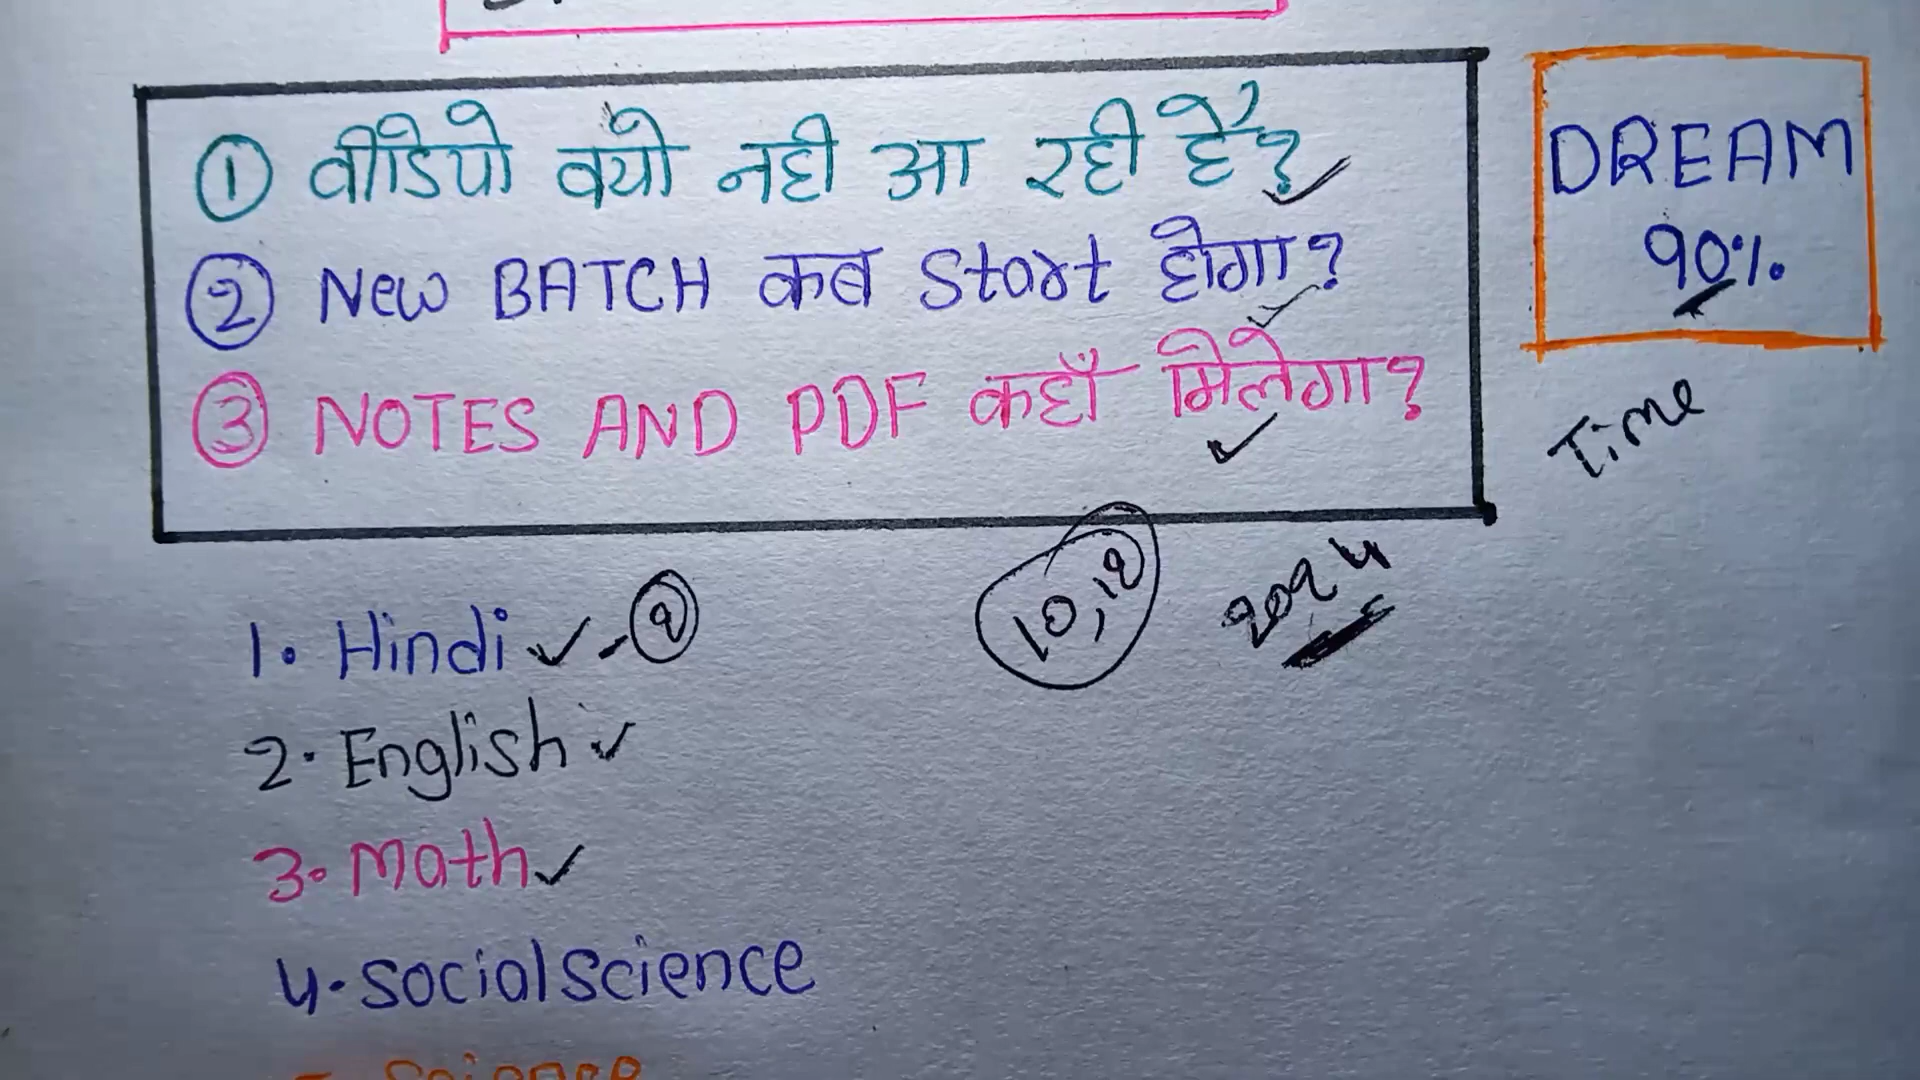 ① वीडियो क्यो नही आ रही है?
② New BATCH कब Start होगा?
③ NOTES AND PDF कहाँ मिलेगा?
DREAM
90%
Time
10, 12
2024
1. Hindi
2. English
3. Math
4. Social science
Science